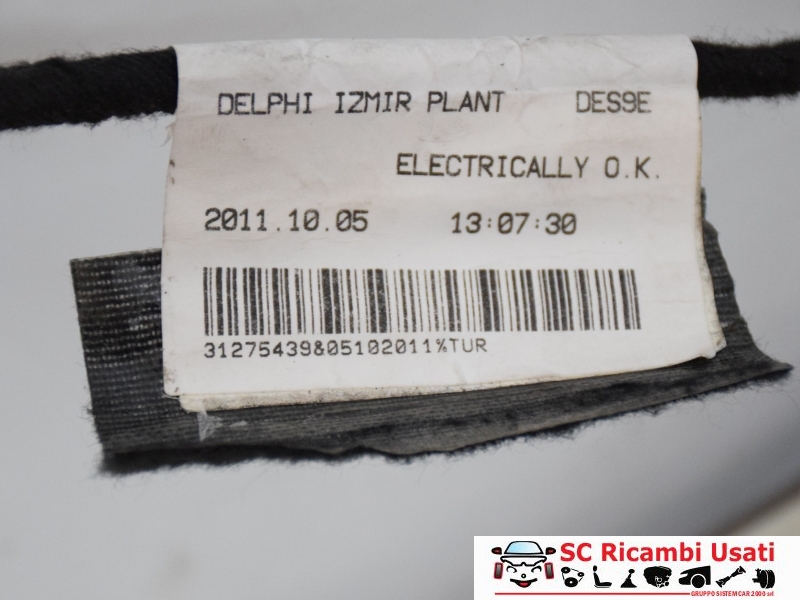 DELPHI IZMIR PLANT DES9E
ELECTRICALLY O.K.
2011.10.05 13:07:30
31275439&05102011%TUR
SC Ricambi Usati
GRUPPO SISTEMCAR 2000 srl